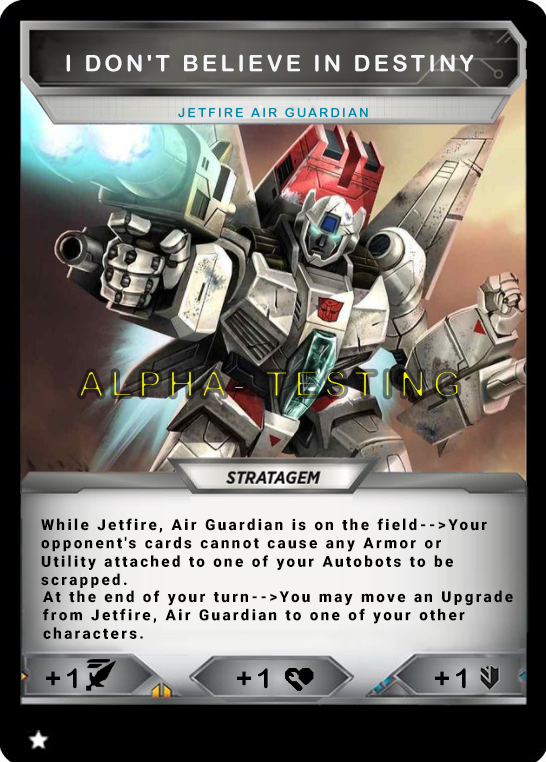 I DON'T BELIEVE IN DESTINY
JETFIRE AIR GUARDIAN
ALPHA- TESTING
STRATAGEM
While Jetfire, Air Guardian is on the field-->Your
opponent's cards cannot cause any Armor or
Utility attached to one of your Autobots to be
scrapped.
At the end of your turn-->You may move an Upgrade
from Jetfire, Air Guardian to one of your other
characters.
+1 +1 +1